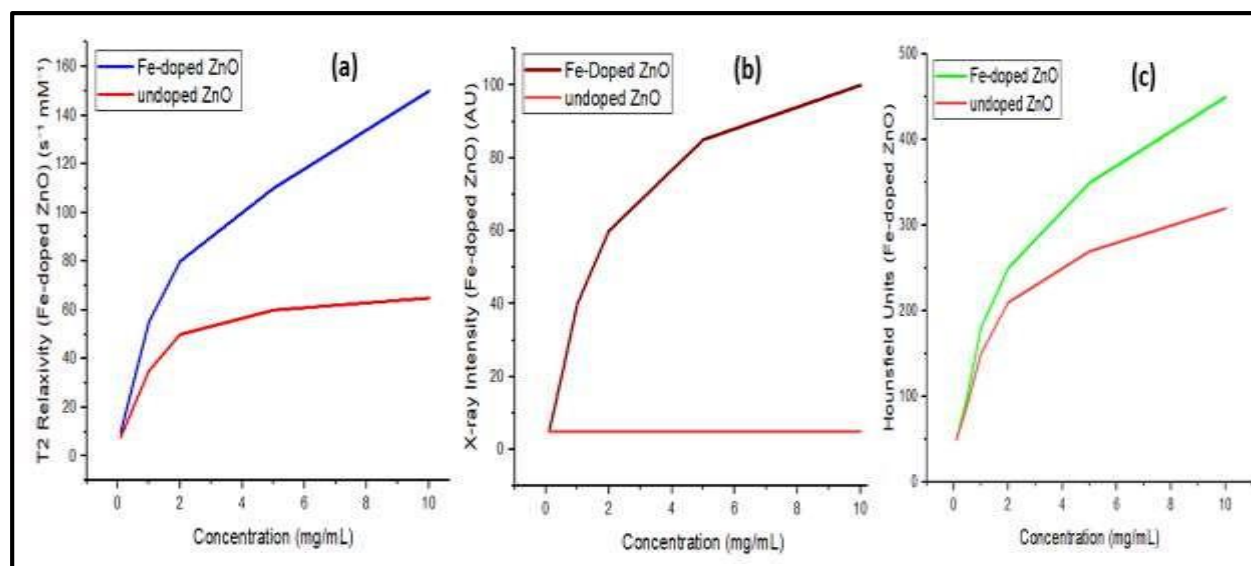 (a)
Fe-doped ZnO
undoped ZnO
T2 Relaxivity (Fe-doped ZnO) (s⁻¹ mM⁻¹)
160
140
120
100
80
60
40
20
0
0 2 4 6 8 10
Concentration (mg/mL)
(b)
Fe-Doped ZnO
undoped ZnO
X-ray Intensity (Fe-doped ZnO) (AU)
100
80
60
40
20
0
0 2 4 6 8 10
Concentration (mg/mL)
(c)
Fe-doped ZnO
undoped ZnO
Hounsfield Units (Fe-doped ZnO)
500
400
300
200
100
0
0 2 4 6 8 10
Concentration (mg/mL)